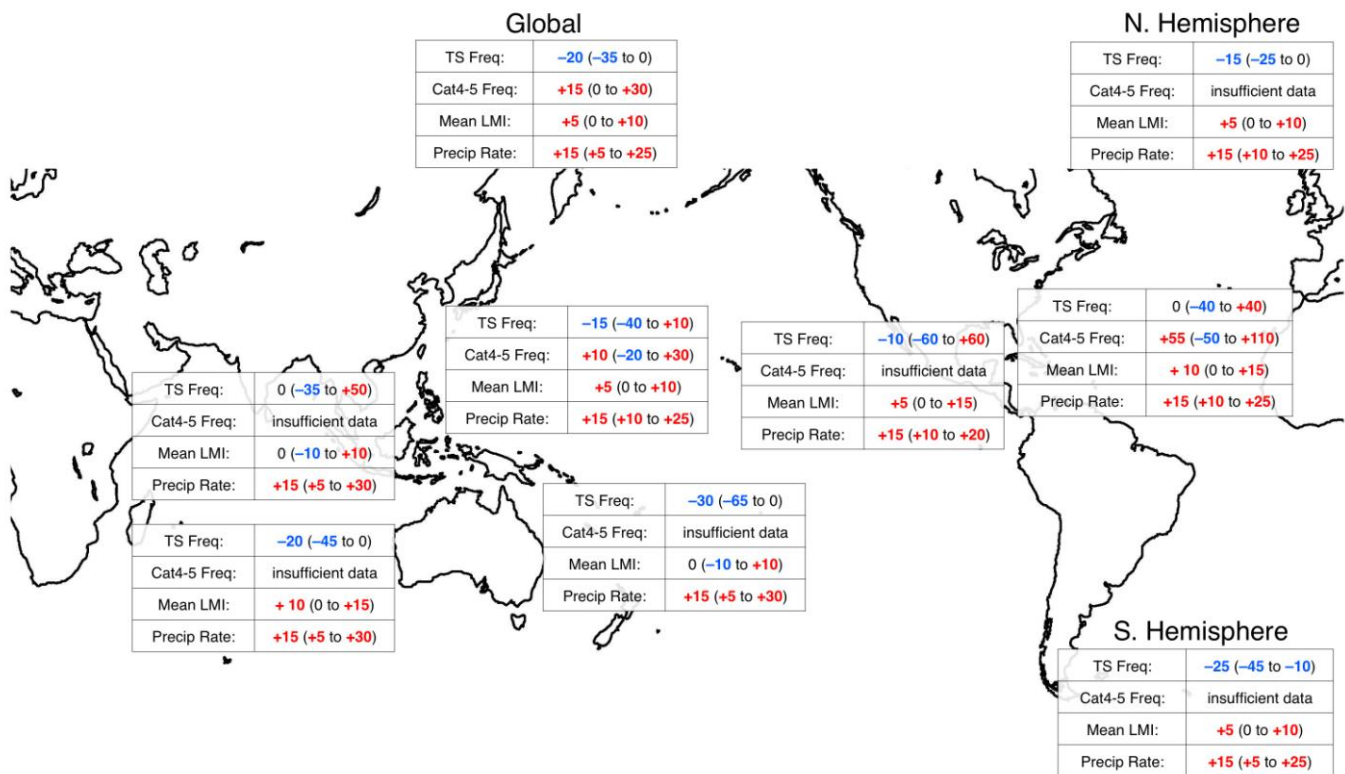 Global
TS Freq: –20 (–35 to 0)
Cat4-5 Freq: +15 (0 to +30)
Mean LMI: +5 (0 to +10)
Precip Rate: +15 (+5 to +25)
N. Hemisphere
TS Freq: –15 (–25 to 0)
Cat4-5 Freq: insufficient data
Mean LMI: +5 (0 to +10)
Precip Rate: +15 (+10 to +25)
TS Freq: –15 (–40 to +10)
Cat4-5 Freq: +10 (–20 to +30)
Mean LMI: +5 (0 to +10)
Precip Rate: +15 (+10 to +25)
TS Freq: –10 (–60 to +60)
Cat4-5 Freq: insufficient data
Mean LMI: +5 (0 to +15)
Precip Rate: +15 (+10 to +20)
TS Freq: 0 (–40 to +40)
Cat4-5 Freq: +55 (–50 to +110)
Mean LMI: + 10 (0 to +15)
Precip Rate: +15 (+10 to +25)
TS Freq: 0 (–35 to +50)
Cat4-5 Freq: insufficient data
Mean LMI: 0 (–10 to +10)
Precip Rate: +15 (+5 to +30)
TS Freq: –20 (–45 to 0)
Cat4-5 Freq: insufficient data
Mean LMI: + 10 (0 to +15)
Precip Rate: +15 (+5 to +30)
TS Freq: –30 (–65 to 0)
Cat4-5 Freq: insufficient data
Mean LMI: 0 (–10 to +10)
Precip Rate: +15 (+5 to +30)
S. Hemisphere
TS Freq: –25 (–45 to –10)
Cat4-5 Freq: insufficient data
Mean LMI: +5 (0 to +10)
Precip Rate: +15 (+5 to +25)